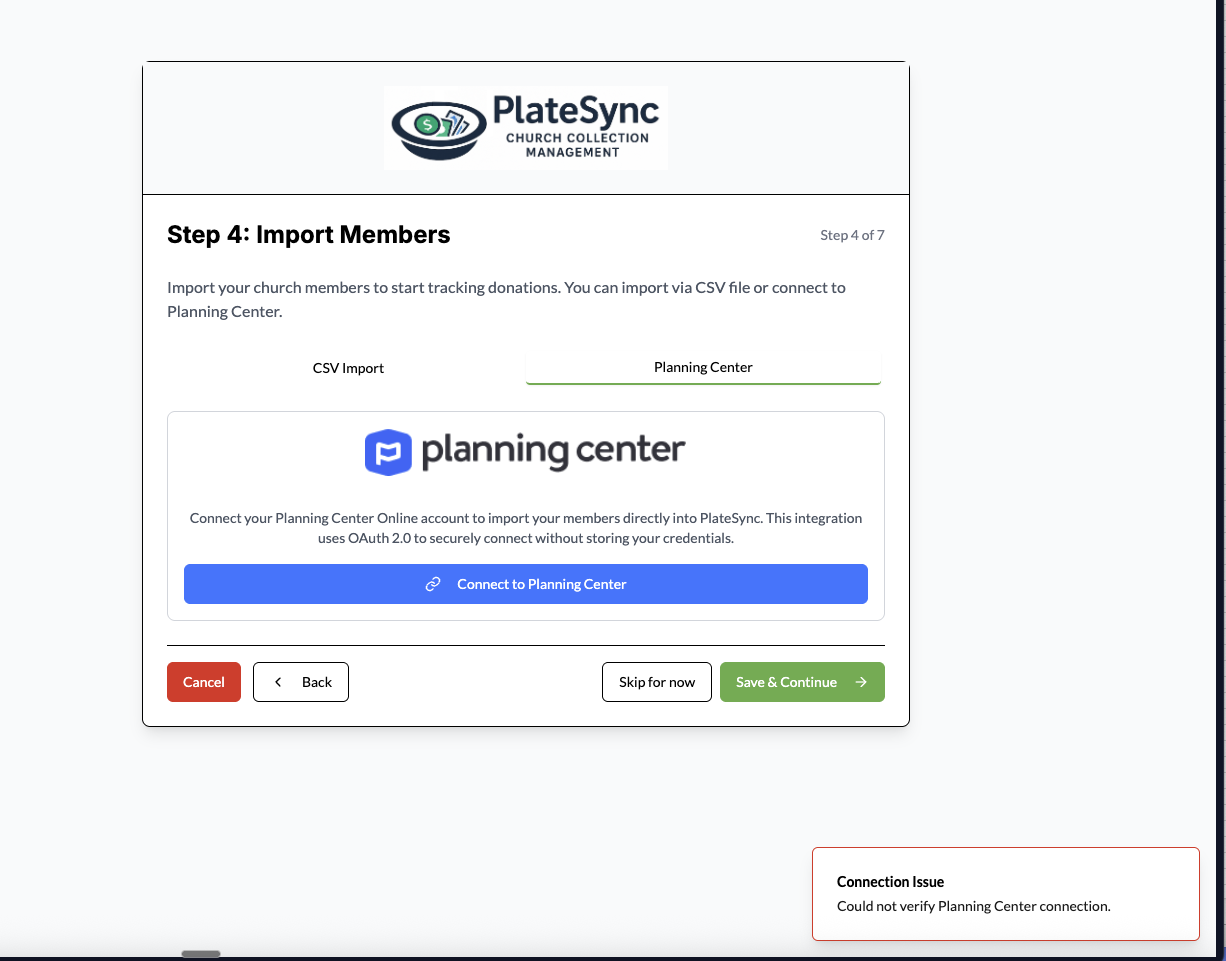 PlateSync
CHURCH COLLECTION
MANAGEMENT
Step 4: Import Members
Step 4 of 7
Import your church members to start tracking donations. You can import via CSV file or connect to
Planning Center.
CSV Import
Planning Center
planning center
Connect your Planning Center Online account to import your members directly into PlateSync. This integration
uses OAuth 2.0 to securely connect without storing your credentials.
Connect to Planning Center
Cancel
Back
Skip for now
Save & Continue
Connection Issue
Could not verify Planning Center connection.